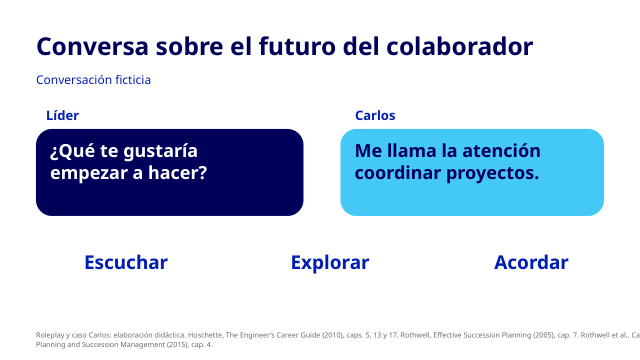 Conversa sobre el futuro del colaborador
Conversación ficticia
Líder
Carlos
¿Qué te gustaría
empezar a hacer?
Me llama la atención
coordinar proyectos.
Escuchar
Explorar
Acordar
Roleplay y caso Carlos: elaboración didáctica. Hoschette, The Engineer's Career Guide (2010), caps. 5, 13 y 17. Rothwell, Effective Succession Planning (2005), cap. 7. Rothwell et al.,
Planning and Succession Management (2015), cap. 4.